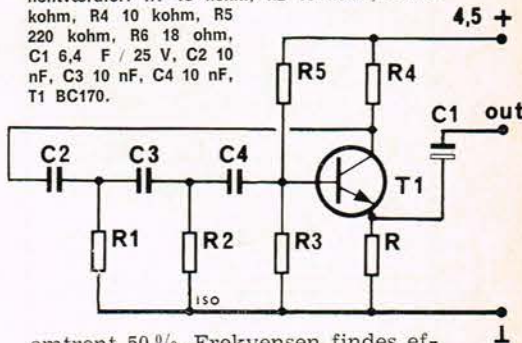 kohm, R4 10 kohm, R5
220 kohm, R6 18 ohm,
C1 6,4 F / 25 V, C2 10
nF, C3 10 nF, C4 10 nF,
T1 BC170.
4,5 +
R5
R4
C1
out
C2
C3
C4
T1
R1
R2
R3
R
ISO
omtrent 50 %. Frekvensen findes ef-